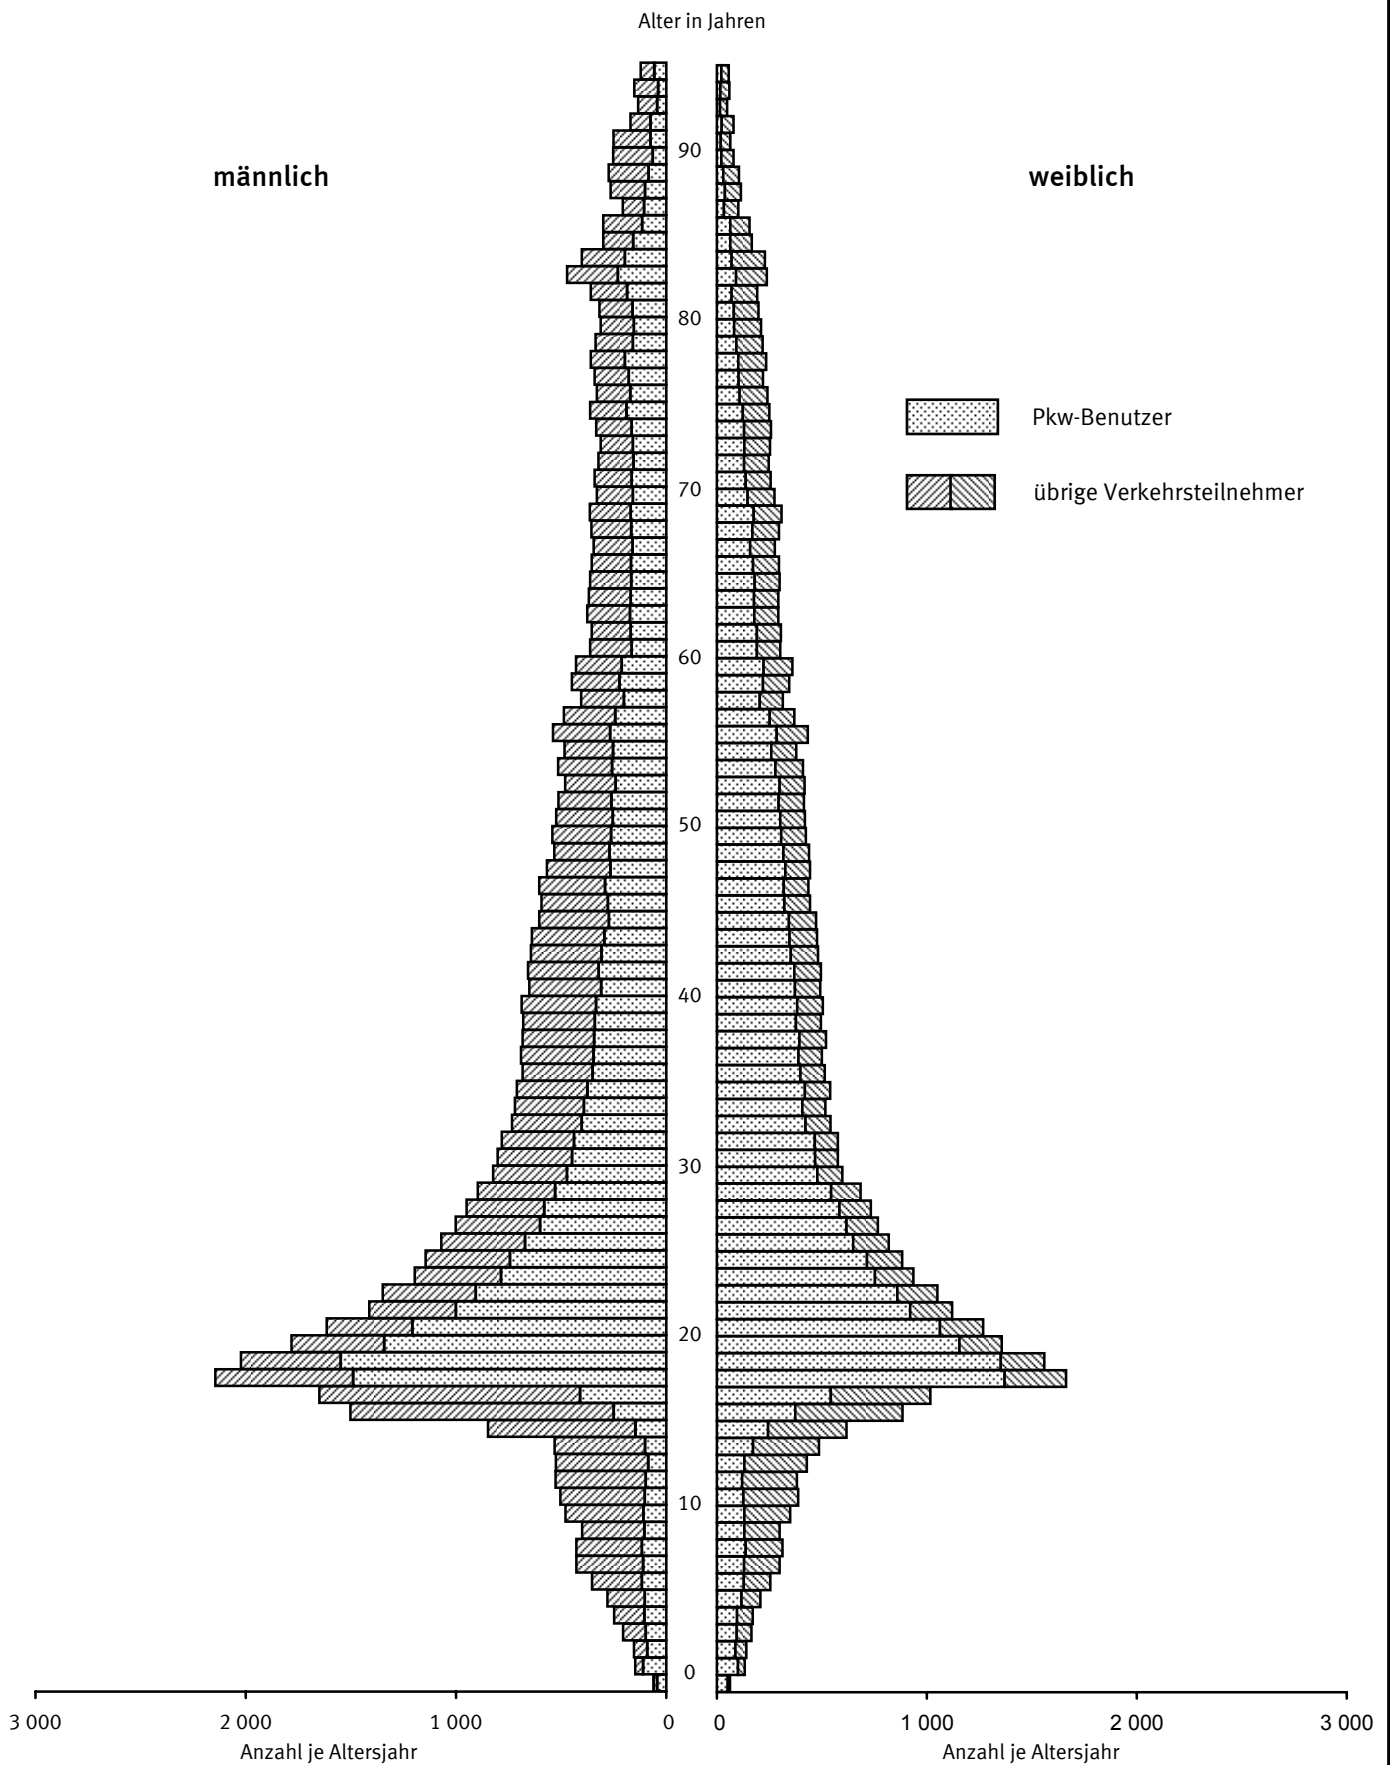 Alter in Jahren
90
männlich
weiblich
80
Pkw-Benutzer
70
übrige Verkehrsteilnehmer
60
50
40
30
20
10
0
3 000 2 000 1 000 0 0 1 000 2 000 3 000
Anzahl je Altersjahr Anzahl je Altersjahr